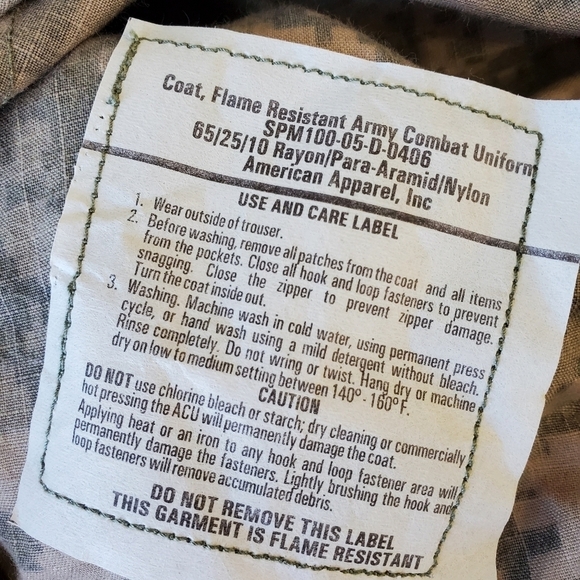 Coat, Flame Resistant Army Combat Uniform
SPM100-05-D-0406
65/25/10 Rayon/Para-Aramid/Nylon
American Apparel, Inc
USE AND CARE LABEL
1. Wear outside of trouser.
2. Before washing, remove all patches from the coat and all items
from the pockets. Close all hook and loop fasteners to prevent
snagging. Close the zipper to prevent zipper damage.
Turn the coat inside out.
3. Washing. Machine wash in cold water, using permanent press
cycle, or hand wash using a mild detergent without bleach.
Rinse completely. Do not wring or twist. Hang dry or machine
dry on low to medium setting between 140° - 160°F.
CAUTION
DO NOT use chlorine bleach or starch; dry cleaning or commercially
hot pressing the ACU will permanently damage the coat.
Applying heat or an iron to any hook and loop fastener area will
permanently damage the fasteners. Lightly brushing the hook and
loop fasteners will remove accumulated debris.
DO NOT REMOVE THIS LABEL
THIS GARMENT IS FLAME RESISTANT